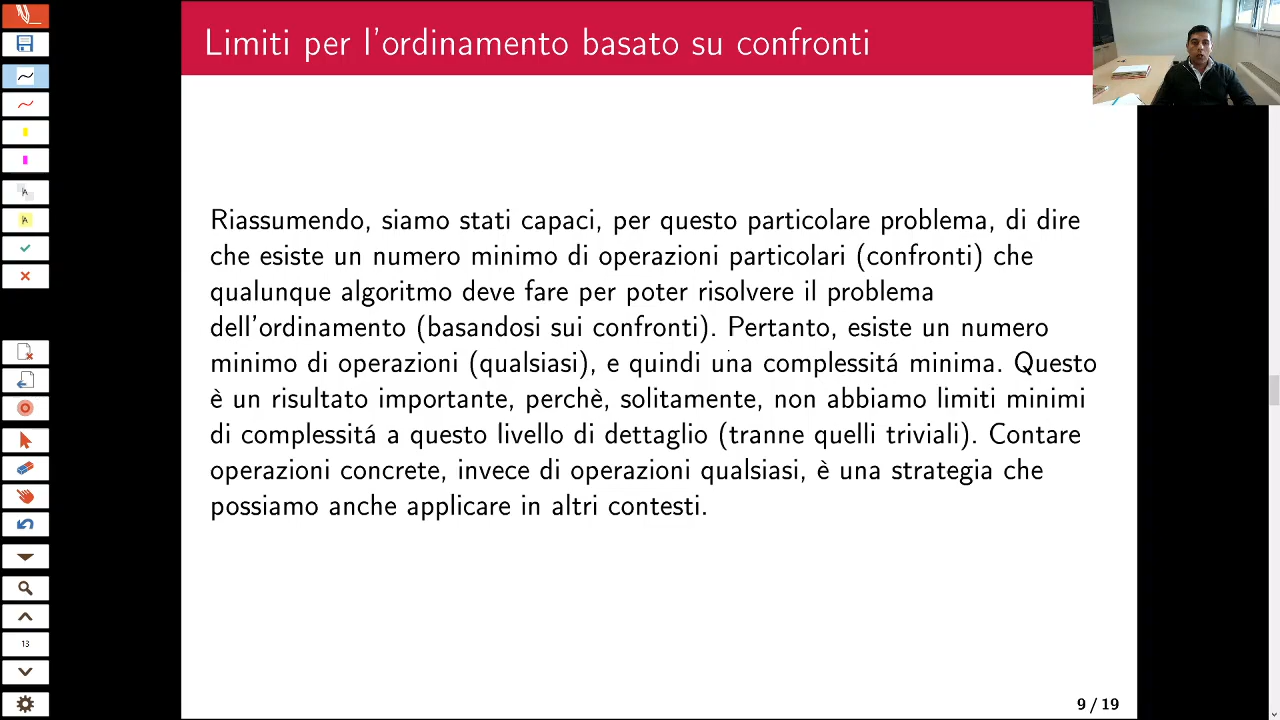 Limiti per l'ordinamento basato su confronti
Riassumendo, siamo stati capaci, per questo particolare problema, di dire
che esiste un numero minimo di operazioni particolari (confronti) che
qualunque algoritmo deve fare per poter risolvere il problema
dell'ordinamento (basandosi sui confronti). Pertanto, esiste un numero
minimo di operazioni (qualsiasi), e quindi una complessitá minima. Questo
è un risultato importante, perchè, solitamente, non abbiamo limiti minimi
di complessitá a questo livello di dettaglio (tranne quelli triviali). Contare
operazioni concrete, invece di operazioni qualsiasi, è una strategia che
possiamo anche applicare in altri contesti.
A
A
13
9 / 19